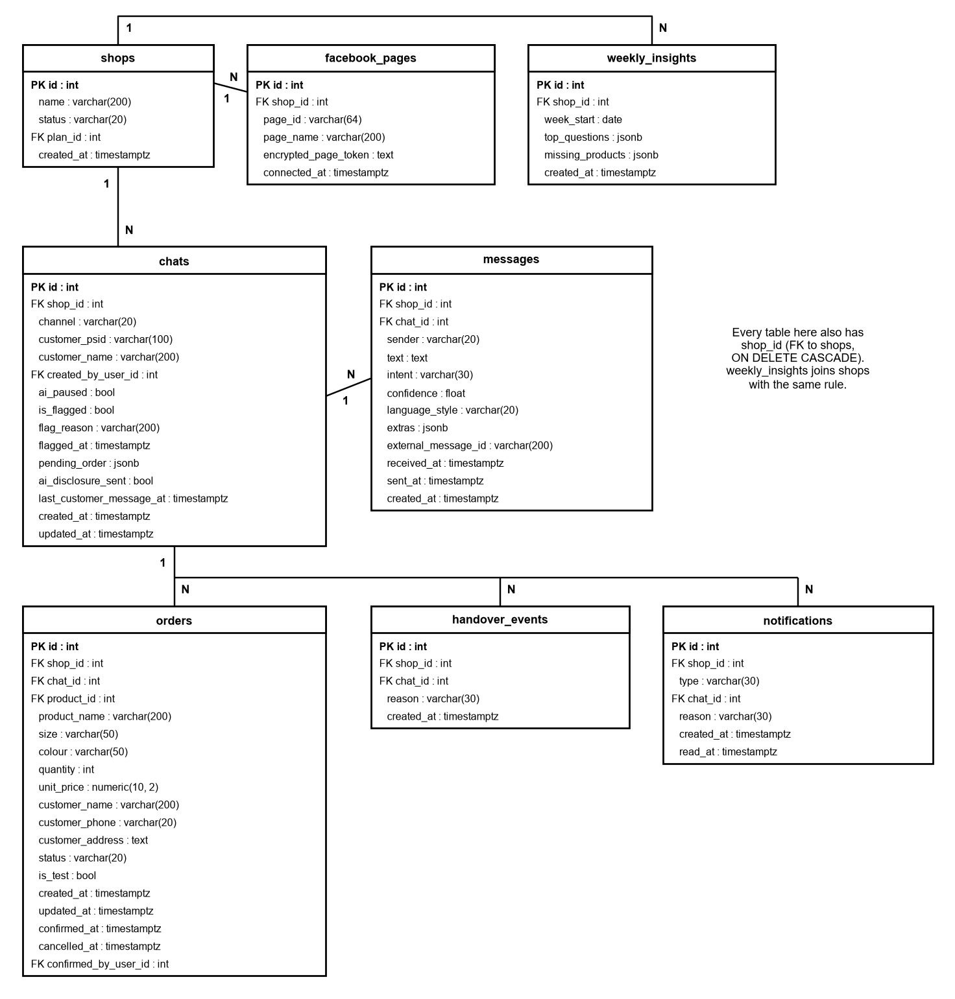 1
N
shops
PK id : int
name : varchar(200)
status : varchar(20)
FK plan_id : int
created_at : timestamptz
N
1
facebook_pages
PK id : int
FK shop_id : int
page_id : varchar(64)
page_name : varchar(200)
encrypted_page_token : text
connected_at : timestamptz
weekly_insights
PK id : int
FK shop_id : int
week_start : date
top_questions : jsonb
missing_products : jsonb
created_at : timestamptz
1
N
chats
PK id : int
FK shop_id : int
channel : varchar(20)
customer_psid : varchar(100)
customer_name : varchar(200)
FK created_by_user_id : int
ai_paused : bool
is_flagged : bool
flag_reason : varchar(200)
flagged_at : timestamptz
pending_order : jsonb
ai_disclosure_sent : bool
last_customer_message_at : timestamptz
created_at : timestamptz
updated_at : timestamptz
N
1
messages
PK id : int
FK shop_id : int
FK chat_id : int
sender : varchar(20)
text : text
intent : varchar(30)
confidence : float
language_style : varchar(20)
extras : jsonb
external_message_id : varchar(200)
received_at : timestamptz
sent_at : timestamptz
created_at : timestamptz
Every table here also has
shop_id (FK to shops,
ON DELETE CASCADE).
weekly_insights joins shops
with the same rule.
1
N
N
N
orders
PK id : int
FK shop_id : int
FK chat_id : int
FK product_id : int
product_name : varchar(200)
size : varchar(50)
colour : varchar(50)
quantity : int
unit_price : numeric(10, 2)
customer_name : varchar(200)
customer_phone : varchar(20)
customer_address : text
status : varchar(20)
is_test : bool
created_at : timestamptz
updated_at : timestamptz
confirmed_at : timestamptz
cancelled_at : timestamptz
FK confirmed_by_user_id : int
handover_events
PK id : int
FK shop_id : int
FK chat_id : int
reason : varchar(30)
created_at : timestamptz
notifications
PK id : int
FK shop_id : int
type : varchar(30)
FK chat_id : int
reason : varchar(30)
created_at : timestamptz
read_at : timestamptz